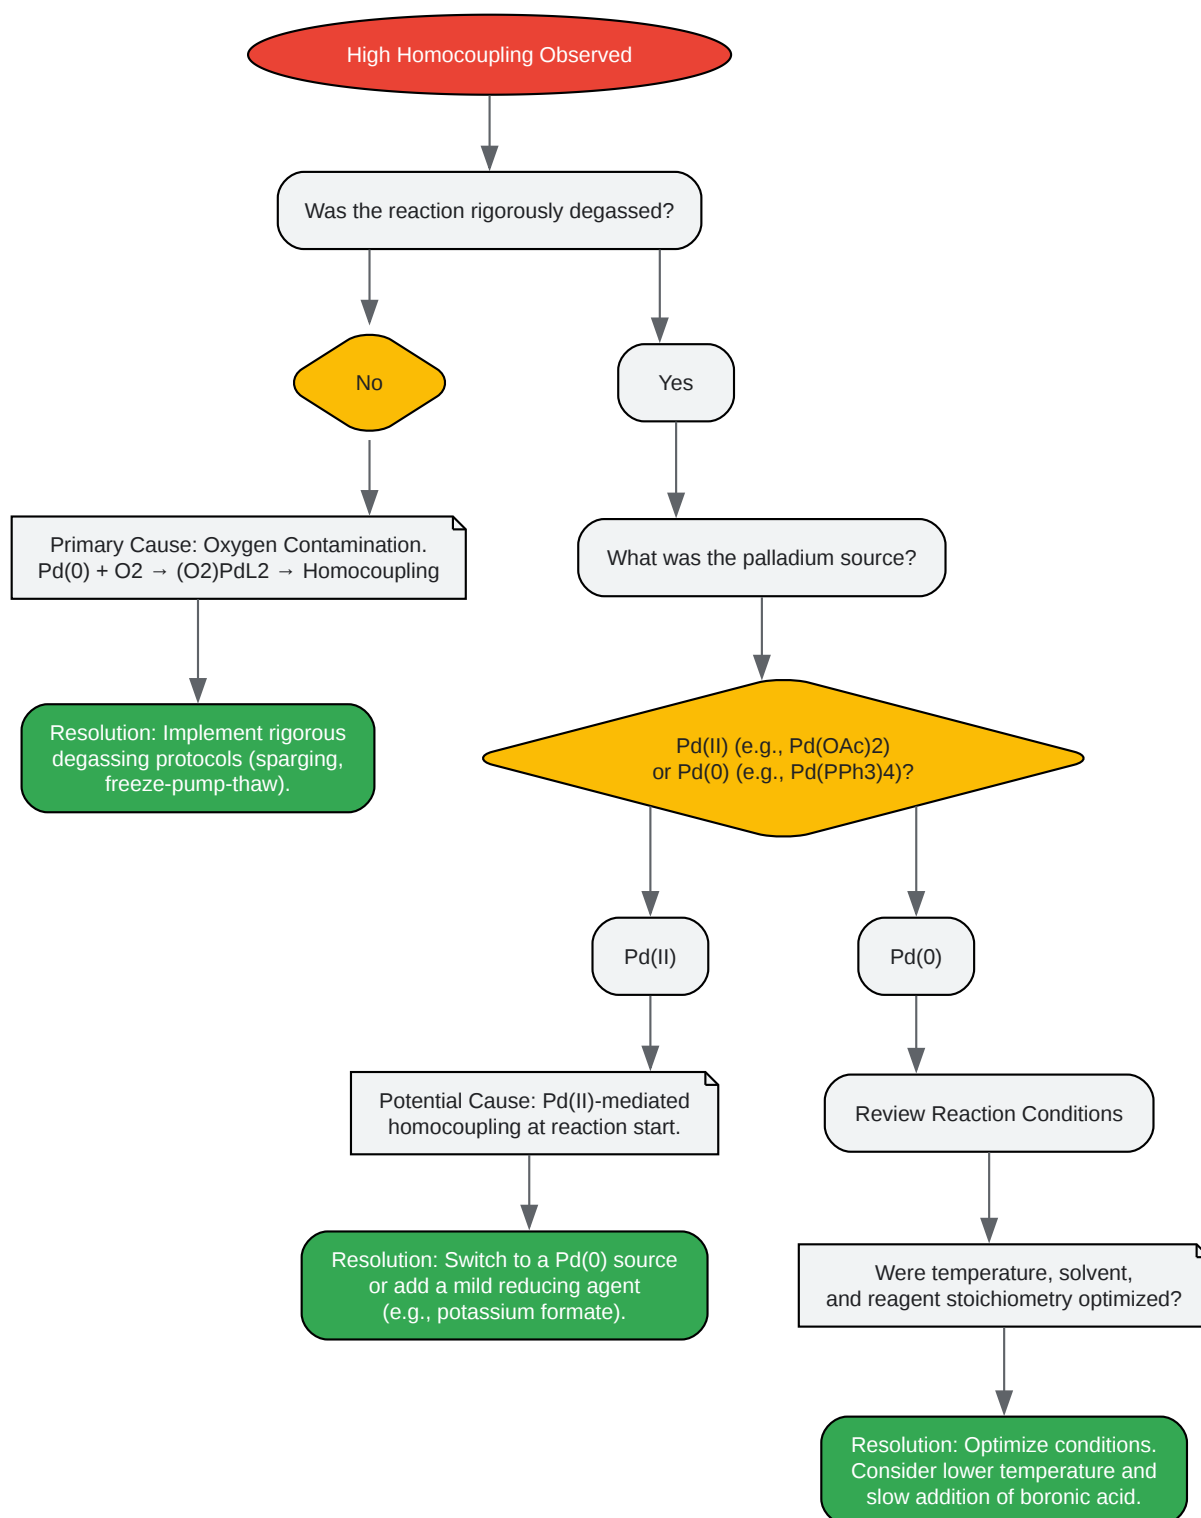 High Homocoupling Observed
Was the reaction rigorously degassed?
No
Yes
Primary Cause: Oxygen Contamination.
Pd(0) + O2 → (O2)PdL2 → Homocoupling
What was the palladium source?
Resolution: Implement rigorous
degassing protocols (sparging,
freeze-pump-thaw).
Pd(II) (e.g., Pd(OAc)2)
or Pd(0) (e.g., Pd(PPh3)4)?
Pd(II)
Pd(0)
Potential Cause: Pd(II)-mediated
homocoupling at reaction start.
Review Reaction Conditions
Resolution: Switch to a Pd(0) source
or add a mild reducing agent
(e.g., potassium formate).
Were temperature, solvent,
and reagent stoichiometry optimized?
Resolution: Optimize conditions.
Consider lower temperature and
slow addition of boronic acid.